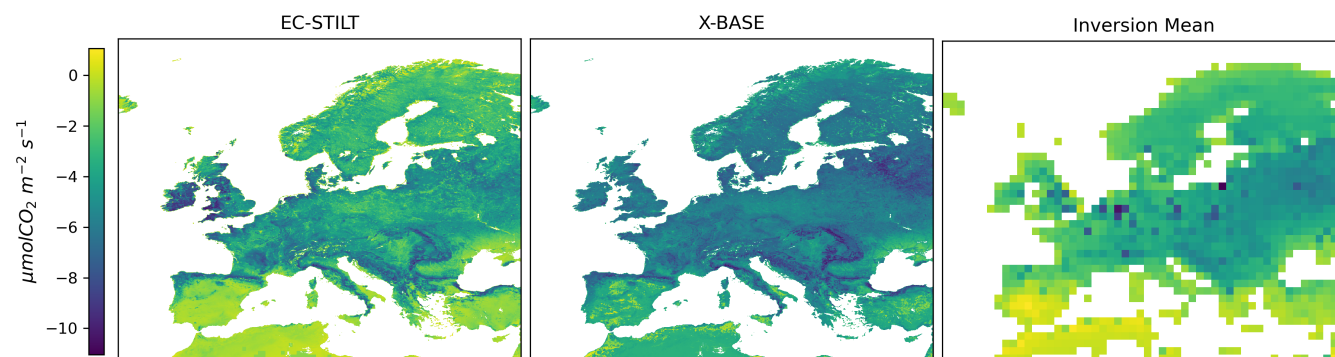 EC-STILT
X-BASE
Inversion Mean
0
−2
−4
−6
−8
−10
μmolCO₂ m⁻² s⁻¹